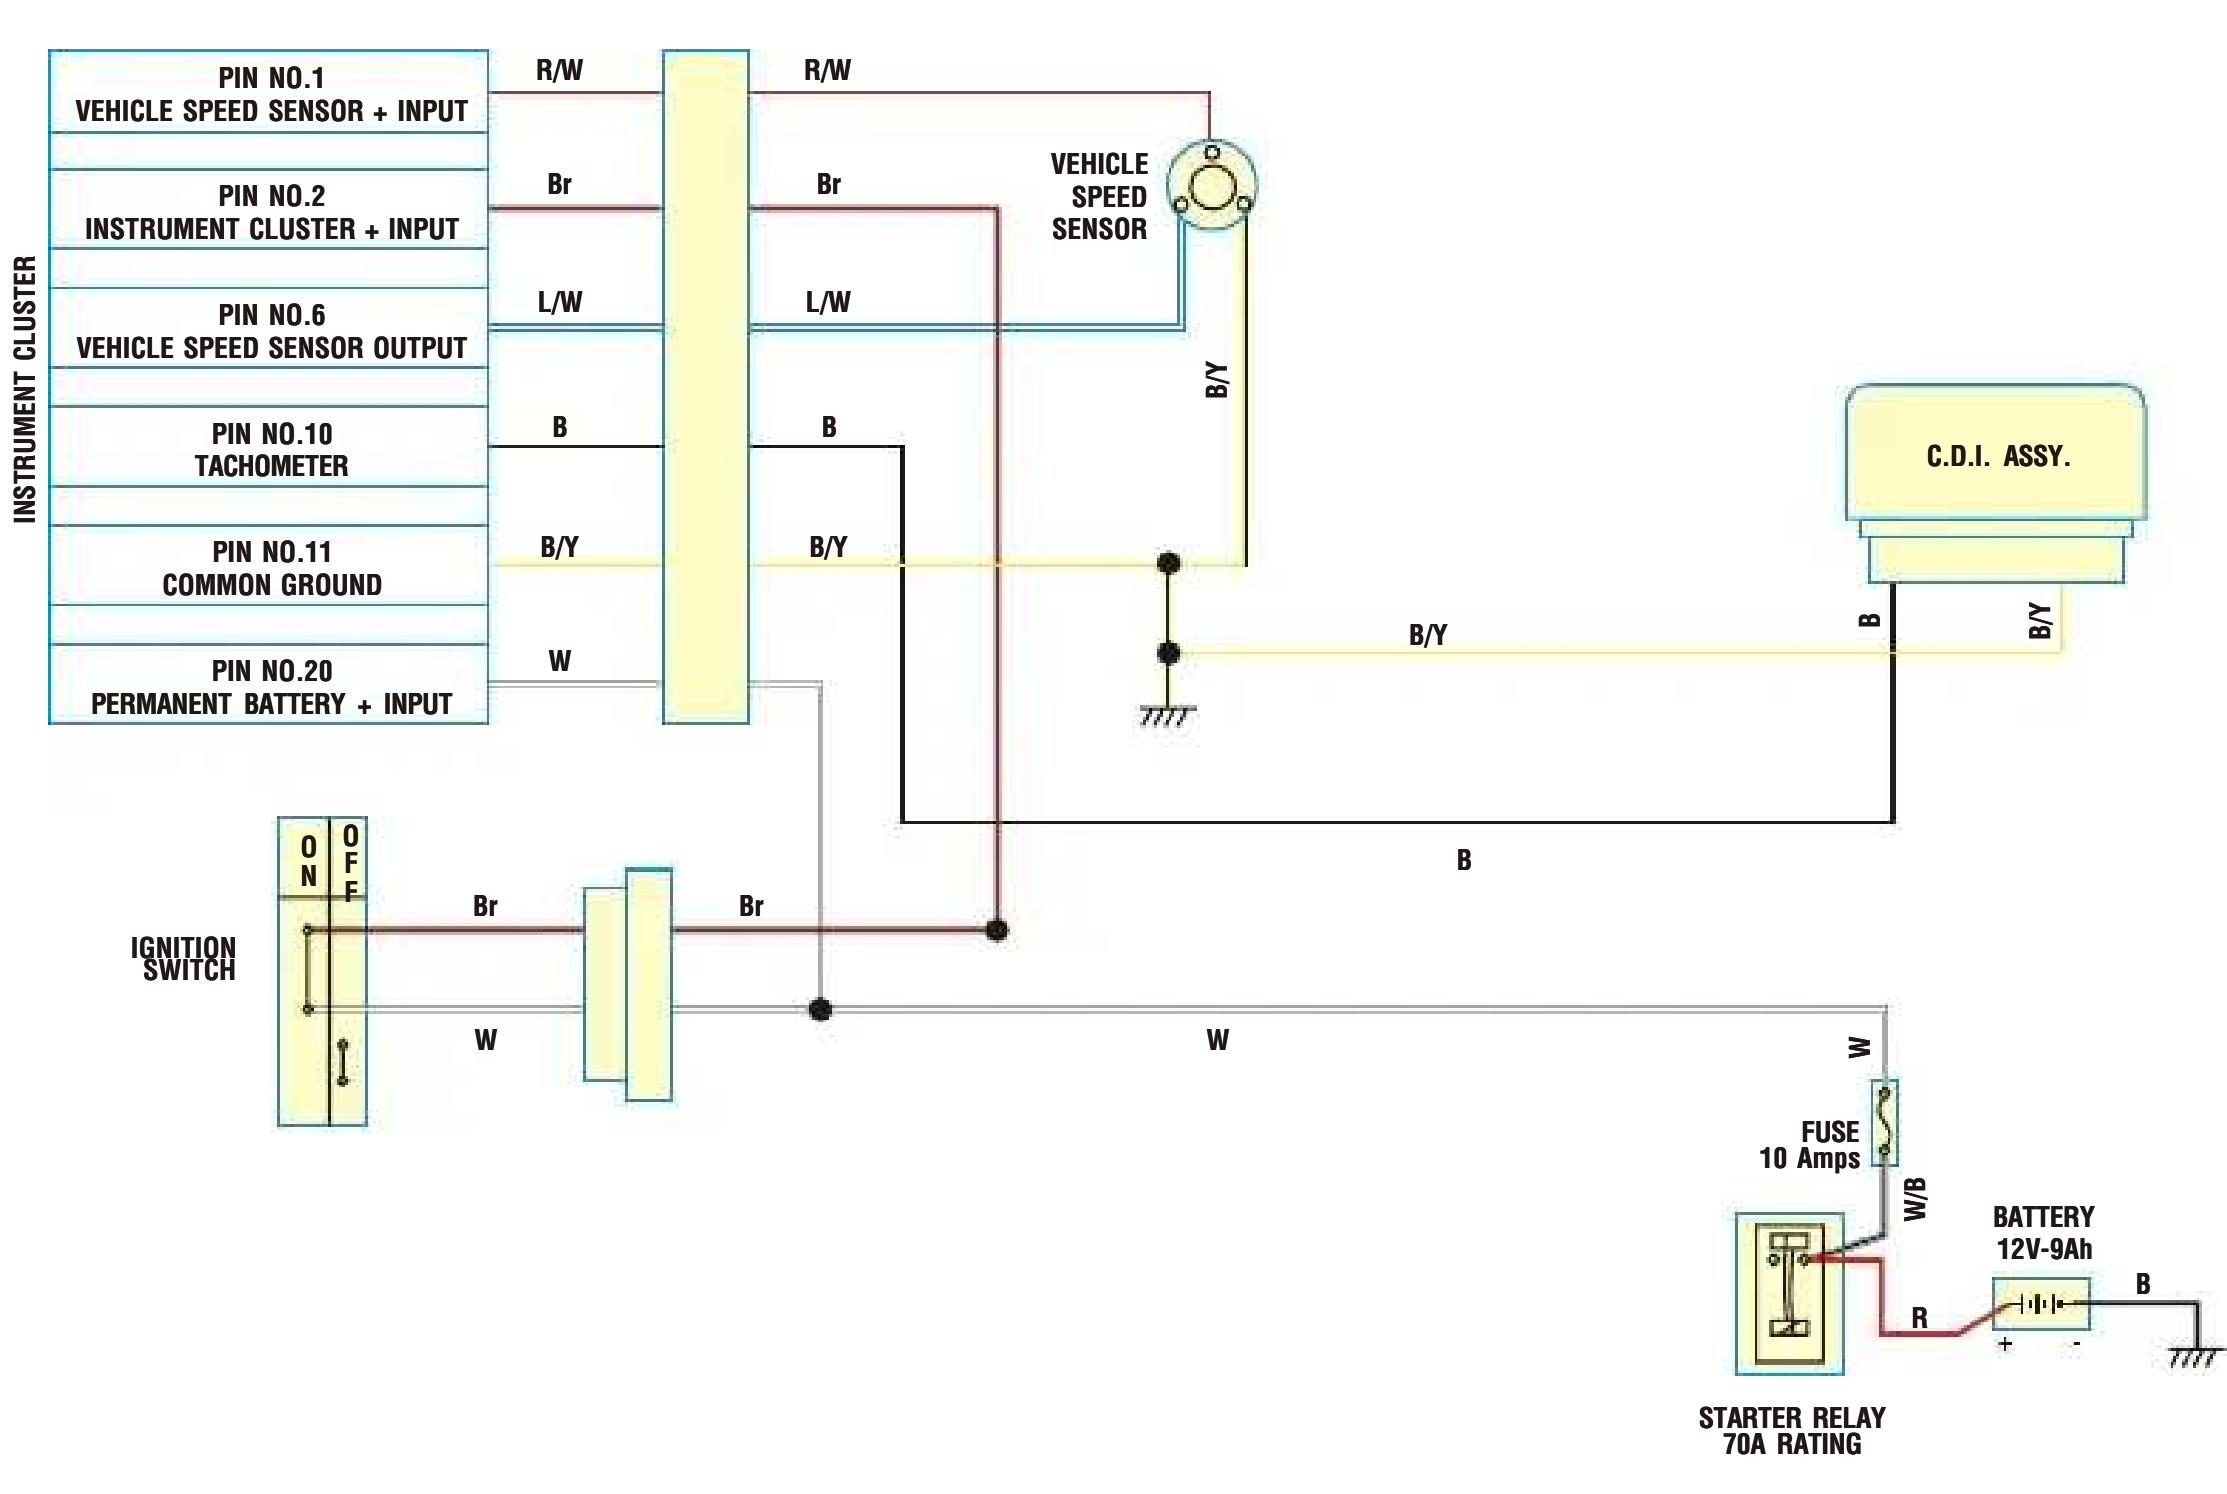 INSTRUMENT CLUSTER
PIN NO.1
VEHICLE SPEED SENSOR + INPUT
R/W
R/W
PIN NO.2
INSTRUMENT CLUSTER + INPUT
Br
Br
VEHICLE
SPEED
SENSOR
PIN NO.6
VEHICLE SPEED SENSOR OUTPUT
L/W
L/W
B/Y
PIN NO.10
TACHOMETER
B
B
C.D.I. ASSY.
PIN NO.11
COMMON GROUND
B/Y
B/Y
B/Y
B
B/Y
PIN NO.20
PERMANENT BATTERY + INPUT
W
B
ON
OFF
IGNITION
SWITCH
Br
Br
W
W
W
FUSE
10 Amps
W/B
BATTERY
12V-9Ah
R
B
+
-
STARTER RELAY
70A RATING